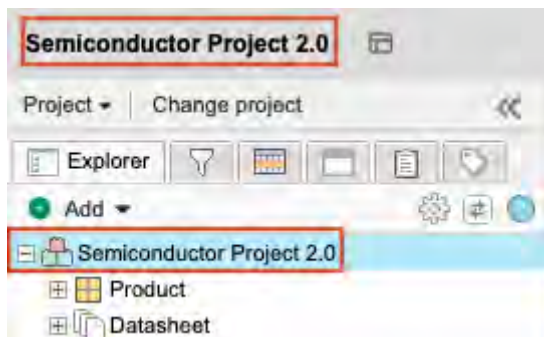 Semiconductor Project 2.0
Project Change project
Explorer
Add
Semiconductor Project 2.0
Product
Datasheet